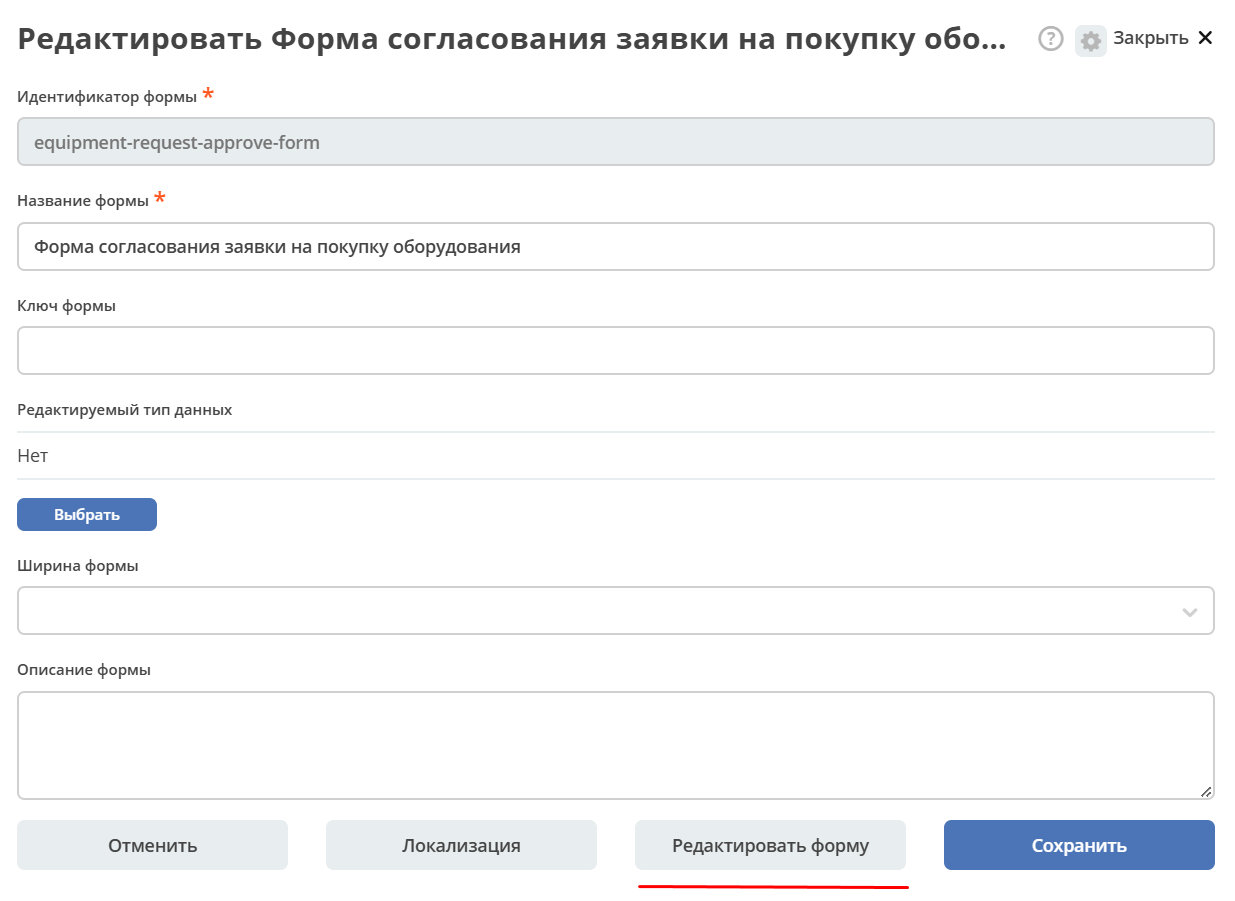 Редактировать Форма согласования заявки на покупку обо...
? Закрыть ×
Идентификатор формы *
equipment-request-approve-form
Название формы *
Форма согласования заявки на покупку оборудования
Ключ формы
Редактируемый тип данных
Нет
Выбрать
Ширина формы
Описание формы
Отменить
Локализация
Редактировать форму
Сохранить